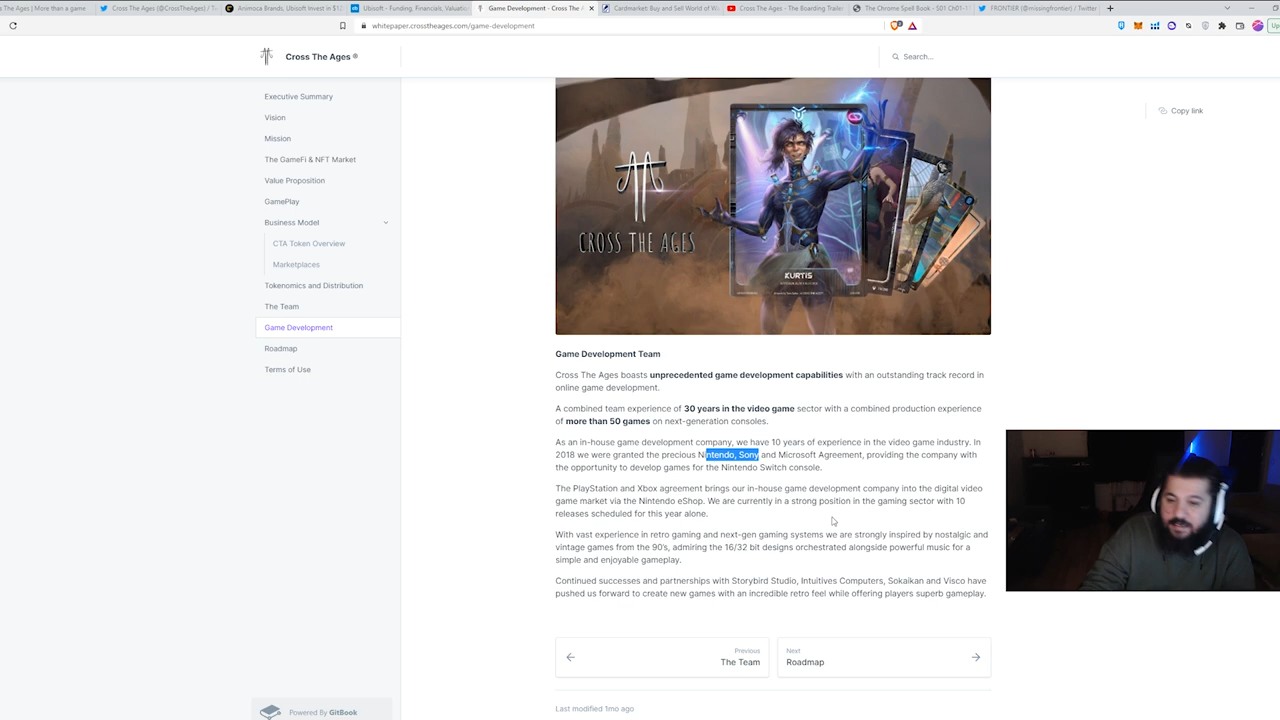 s The Ages | More than a game
Cross The Ages (@CrossTheAges) / T
Animoca Brands, Ubisoft Invest in $12
Ubisoft - Funding, Financials, Valuatio
Game Development - Cross The A
Cardmarket: Buy and Sell World of W
Cross The Ages - The Boarding Trailer
The Chrome Spell Book - S01 Ch01-1
FRONTIER (@missingfrontier) / Twitter
whitepaper.crosstheages.com/game-development
Up
Cross The Ages ®
Search...
Executive Summary
Vision
Mission
The GameFi & NFT Market
Value Proposition
GamePlay
Business Model
CTA Token Overview
Marketplaces
Tokenomics and Distribution
The Team
Game Development
Roadmap
Terms of Use
Powered By GitBook
Copy link
CROSS THE AGES
KURTIS
Game Development Team
Cross The Ages boasts unprecedented game development capabilities with an outstanding track record in
online game development.
A combined team experience of 30 years in the video game sector with a combined production experience
of more than 50 games on next-generation consoles.
As an in-house game development company, we have 10 years of experience in the video game industry. In
2018 we were granted the precious Nintendo, Sony and Microsoft Agreement, providing the company with
the opportunity to develop games for the Nintendo Switch console.
The PlayStation and Xbox agreement brings our in-house game development company into the digital video
game market via the Nintendo eShop. We are currently in a strong position in the gaming sector with 10
releases scheduled for this year alone.
With vast experience in retro gaming and next-gen gaming systems we are strongly inspired by nostalgic and
vintage games from the 90's, admiring the 16/32 bit designs orchestrated alongside powerful music for a
simple and enjoyable gameplay.
Continued successes and partnerships with Storybird Studio, Intuitives Computers, Sokaikan and Visco have
pushed us forward to create new games with an incredible retro feel while offering players superb gameplay.
Previous
The Team
Next
Roadmap
Last modified 1mo ago